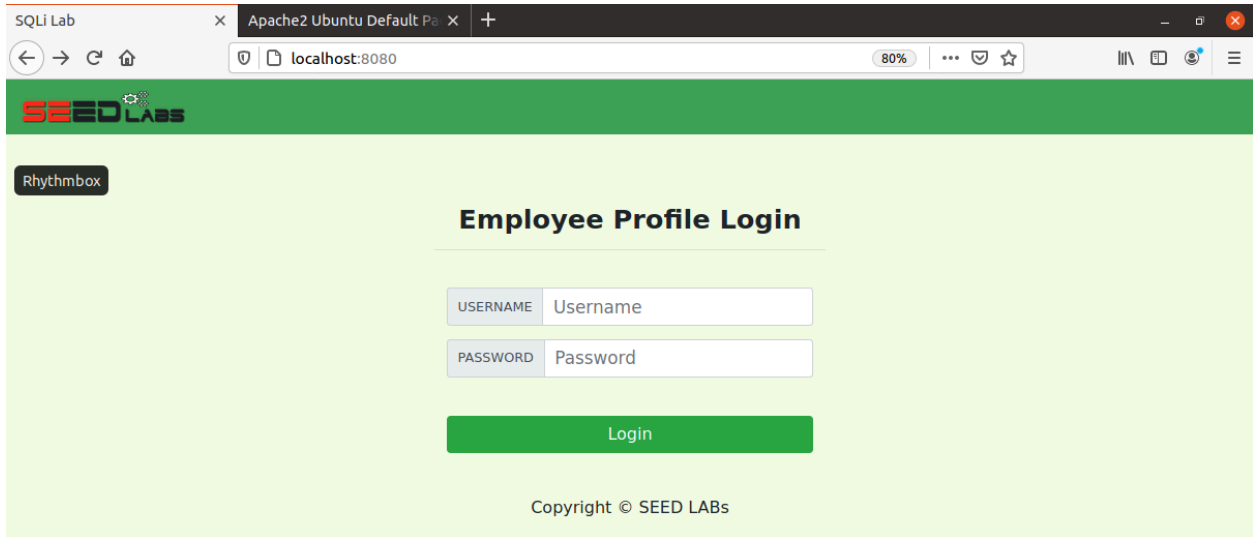 SQLi Lab
Apache2 Ubuntu Default Pa
localhost:8080
80%
SEED LABS
Rhythmbox
Employee Profile Login
USERNAME Username
PASSWORD Password
Login
Copyright © SEED LABs